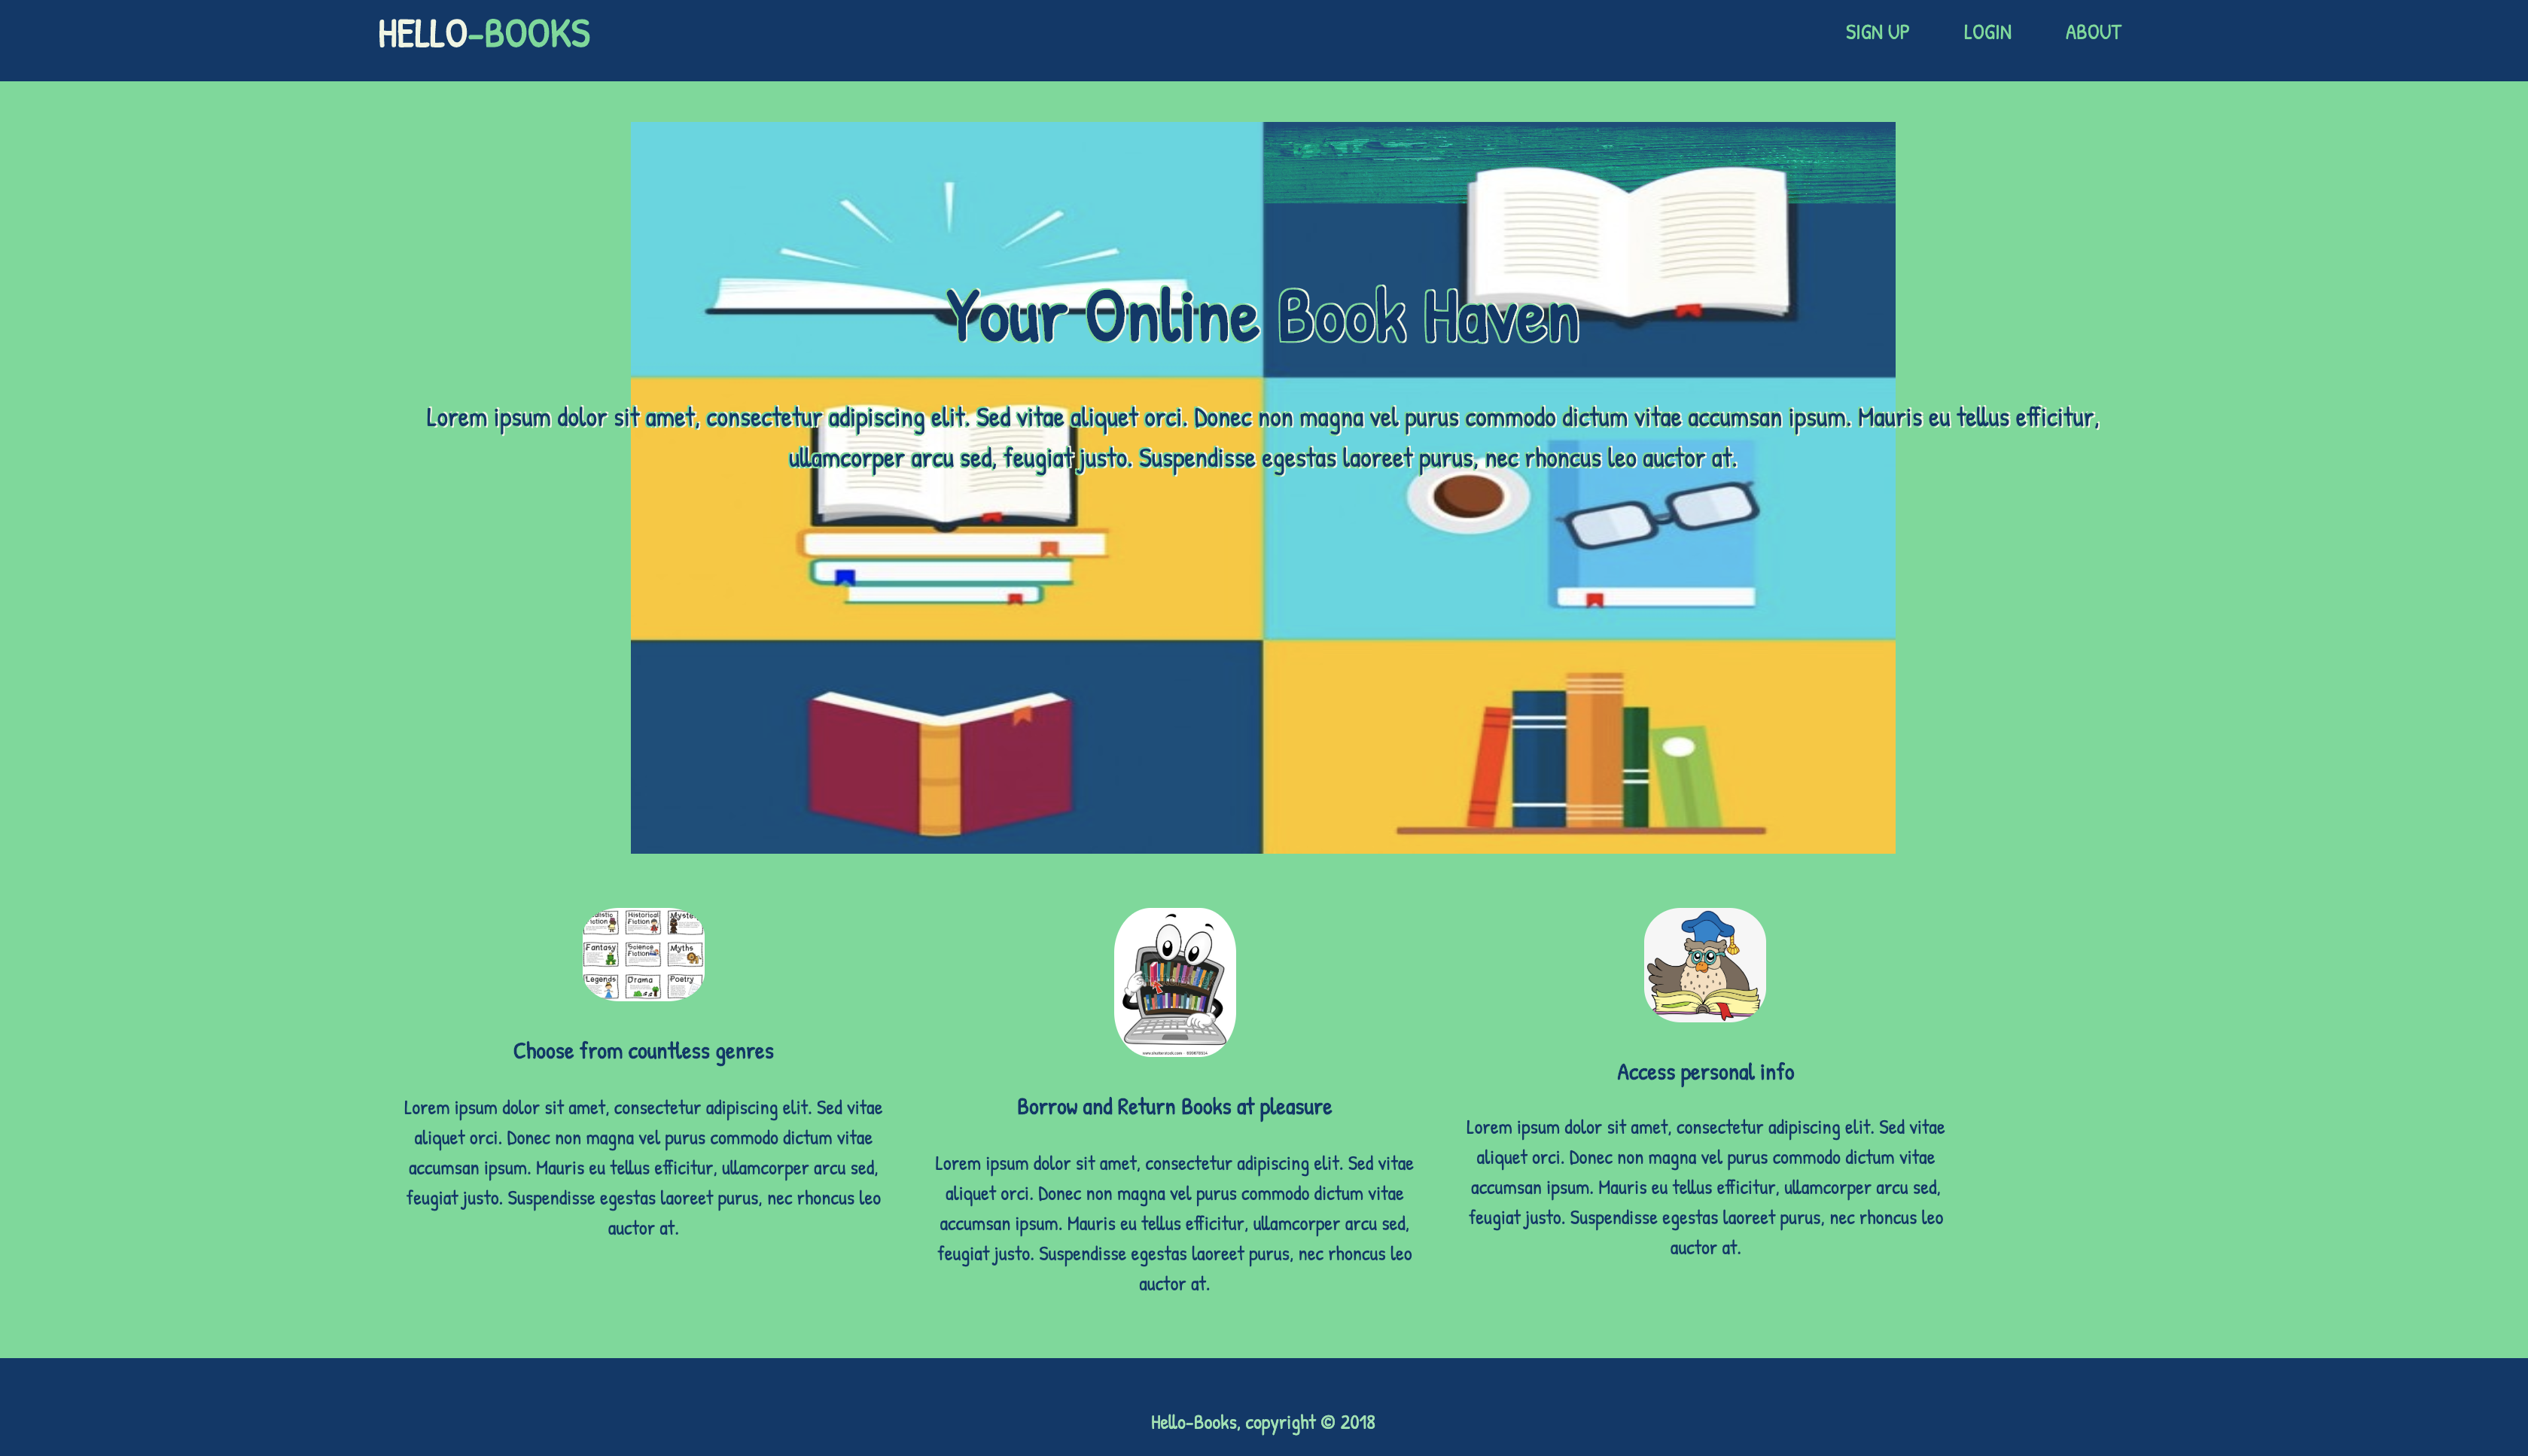 HELLO-BOOKS
SIGN UP LOGIN ABOUT
Your Online Book Haven
Lorem ipsum dolor sit amet, consectetur adipiscing elit. Sed vitae aliquet orci. Donec non magna vel purus commodo dictum vitae accumsan ipsum. Mauris eu tellus efficitur,
ullamcorper arcu sed, feugiat justo. Suspendisse egestas laoreet purus, nec rhoncus leo auctor at.
Historical
Fiction
Fantasy
Science
Fiction
Myths
Legends
Drama
Poetry
Choose from countless genres
Lorem ipsum dolor sit amet, consectetur adipiscing elit. Sed vitae
aliquet orci. Donec non magna vel purus commodo dictum vitae
accumsan ipsum. Mauris eu tellus efficitur, ullamcorper arcu sed,
feugiat justo. Suspendisse egestas laoreet purus, nec rhoncus leo
auctor at.
Borrow and Return Books at pleasure
Lorem ipsum dolor sit amet, consectetur adipiscing elit. Sed vitae
aliquet orci. Donec non magna vel purus commodo dictum vitae
accumsan ipsum. Mauris eu tellus efficitur, ullamcorper arcu sed,
feugiat justo. Suspendisse egestas laoreet purus, nec rhoncus leo
auctor at.
Access personal info
Lorem ipsum dolor sit amet, consectetur adipiscing elit. Sed vitae
aliquet orci. Donec non magna vel purus commodo dictum vitae
accumsan ipsum. Mauris eu tellus efficitur, ullamcorper arcu sed,
feugiat justo. Suspendisse egestas laoreet purus, nec rhoncus leo
auctor at.
Hello-Books, copyright © 2018